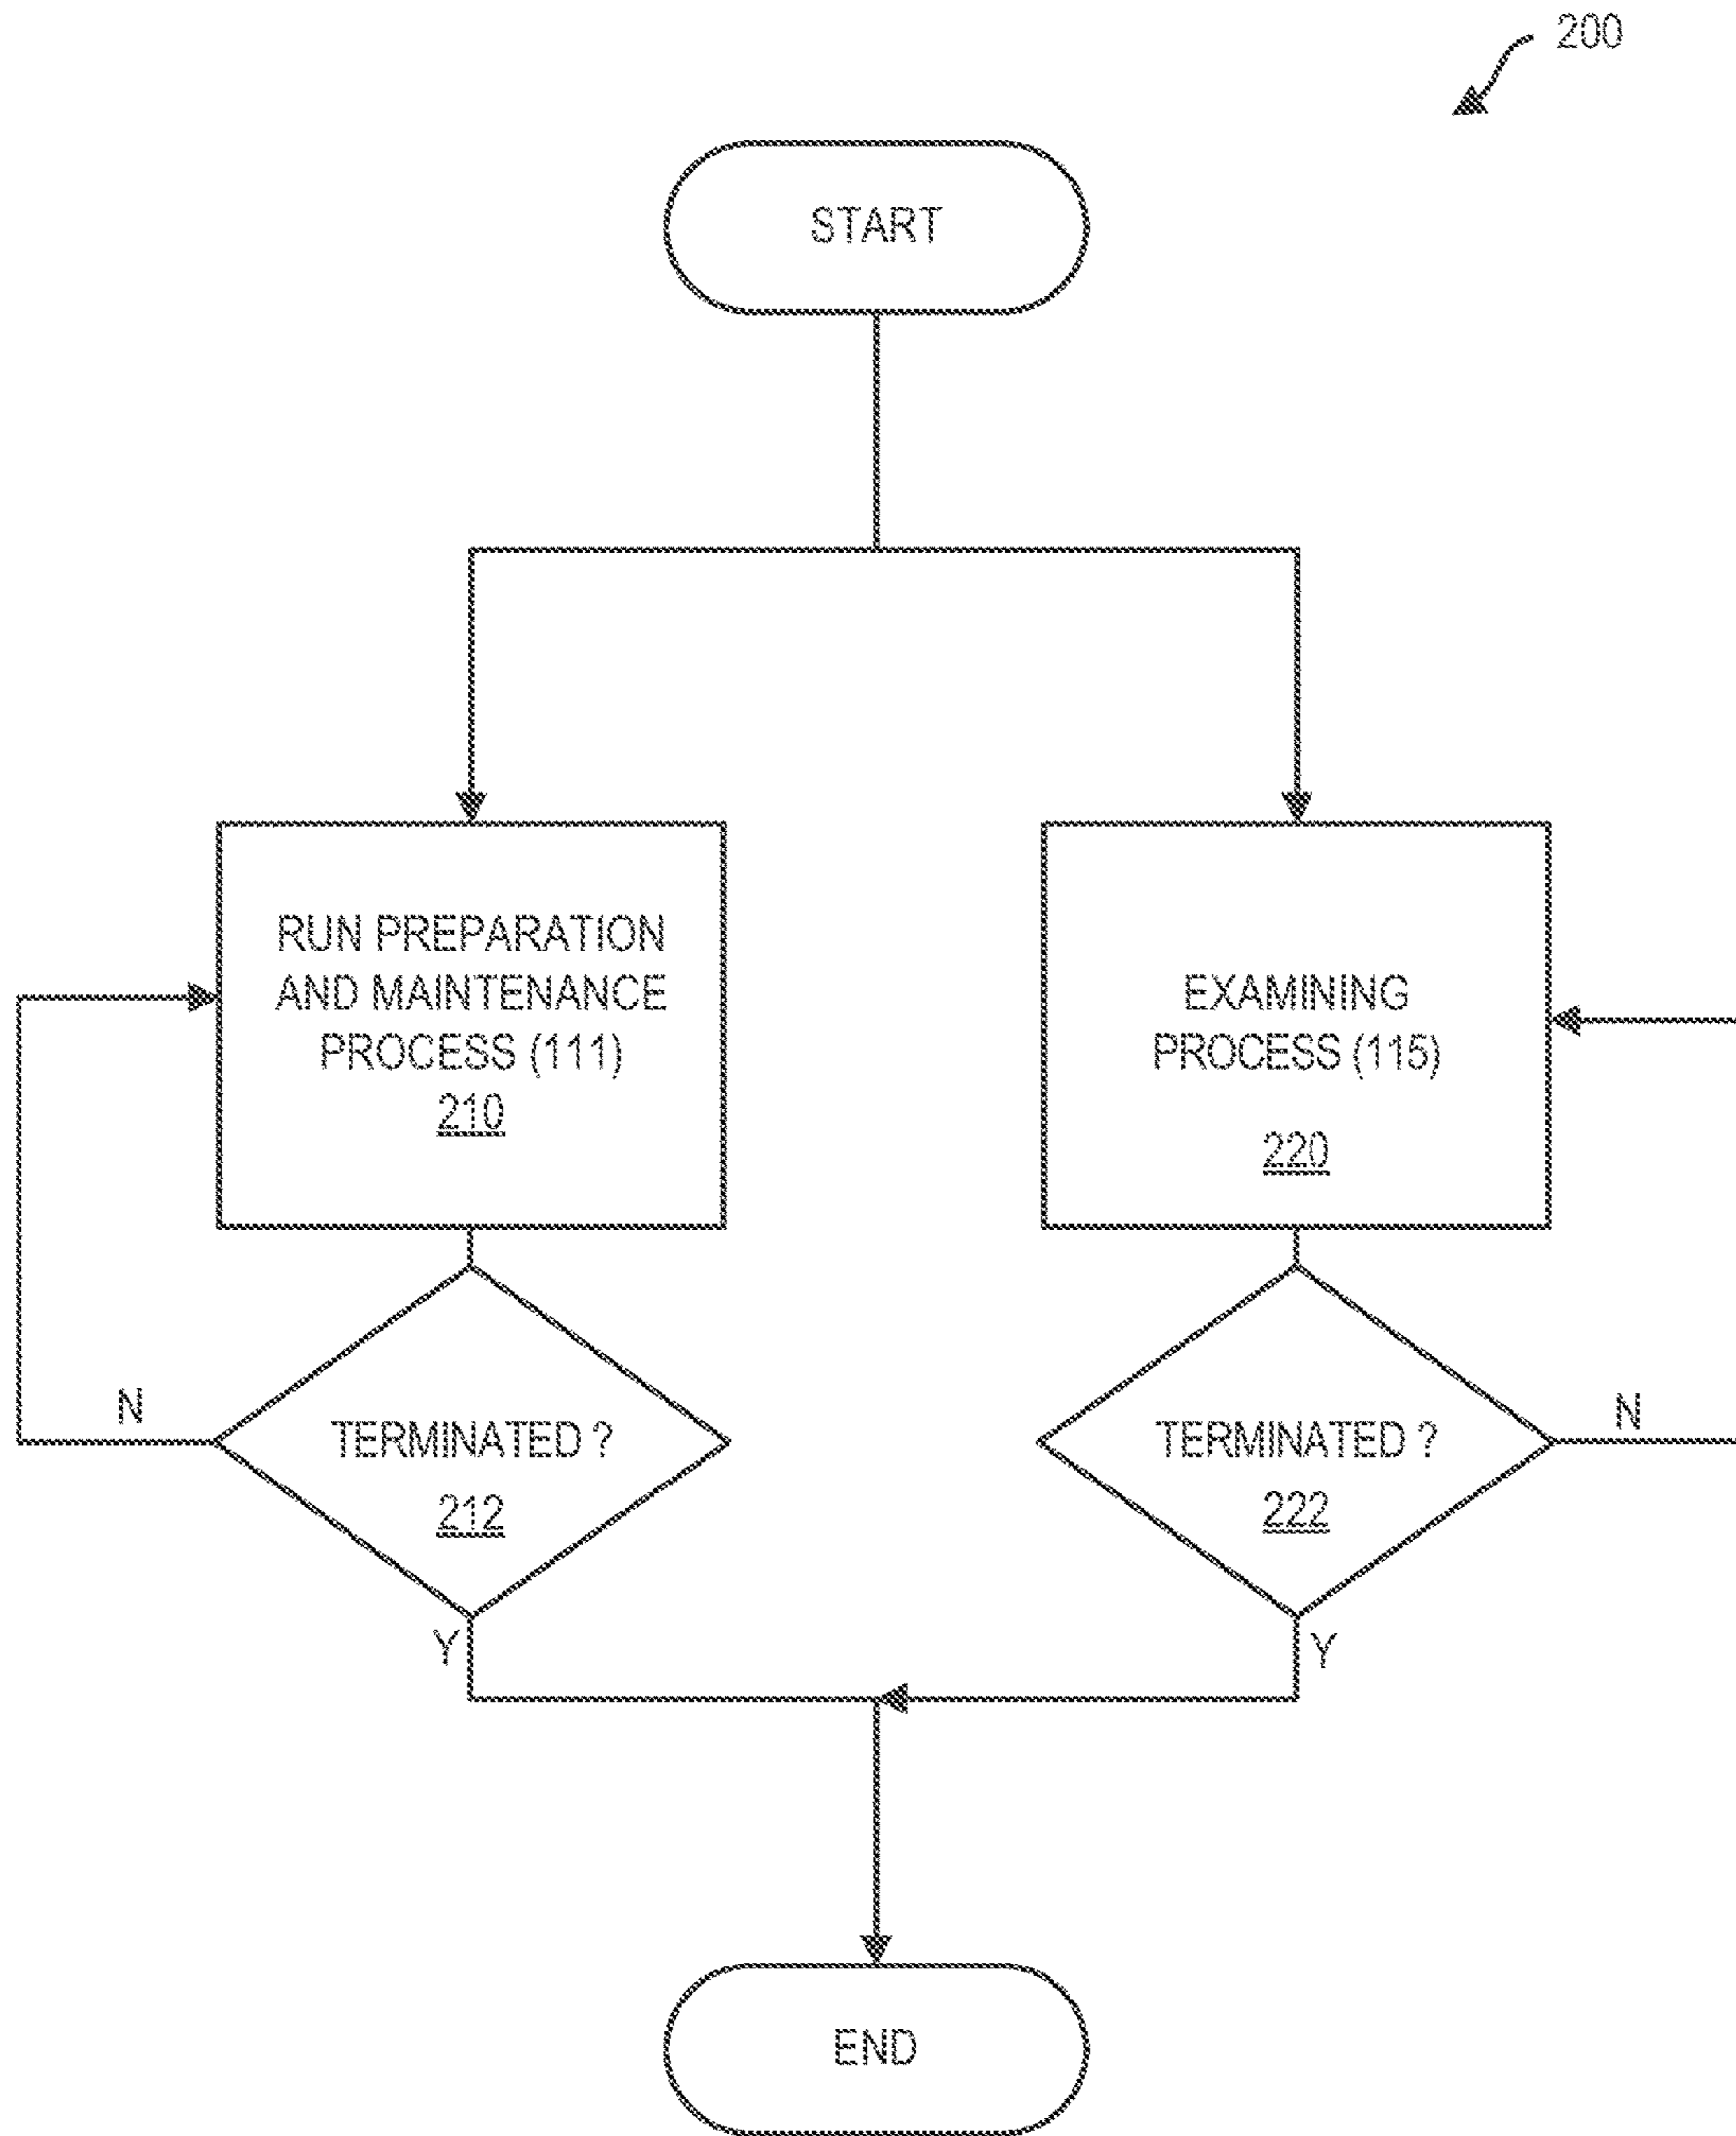 200
START
RUN PREPARATION
AND MAINTENANCE
PROCESS (111)
210
EXAMINING
PROCESS (115)
220
N
TERMINATED ?
212
Y
TERMINATED ?
222
N
Y
END